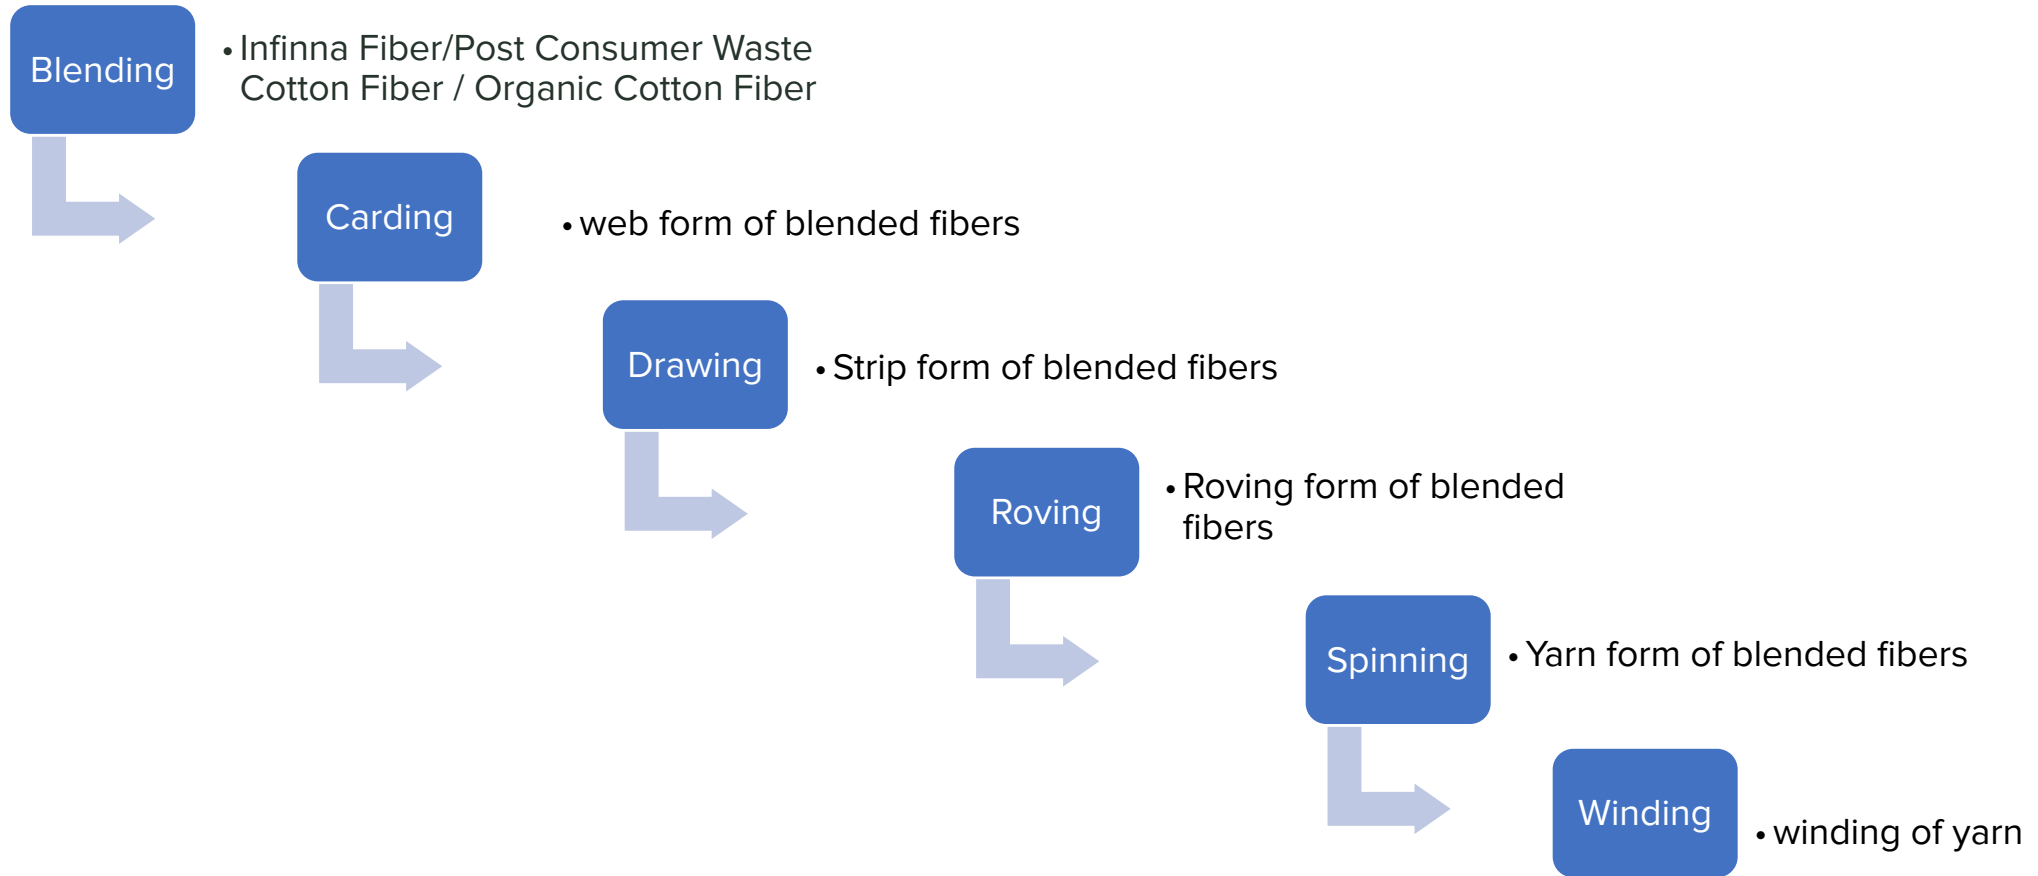 Blending
• Infinna Fiber/Post Consumer Waste
Cotton Fiber / Organic Cotton Fiber
Carding
• web form of blended fibers
Drawing
• Strip form of blended fibers
Roving
• Roving form of blended
fibers
Spinning
• Yarn form of blended fibers
Winding
• winding of yarn